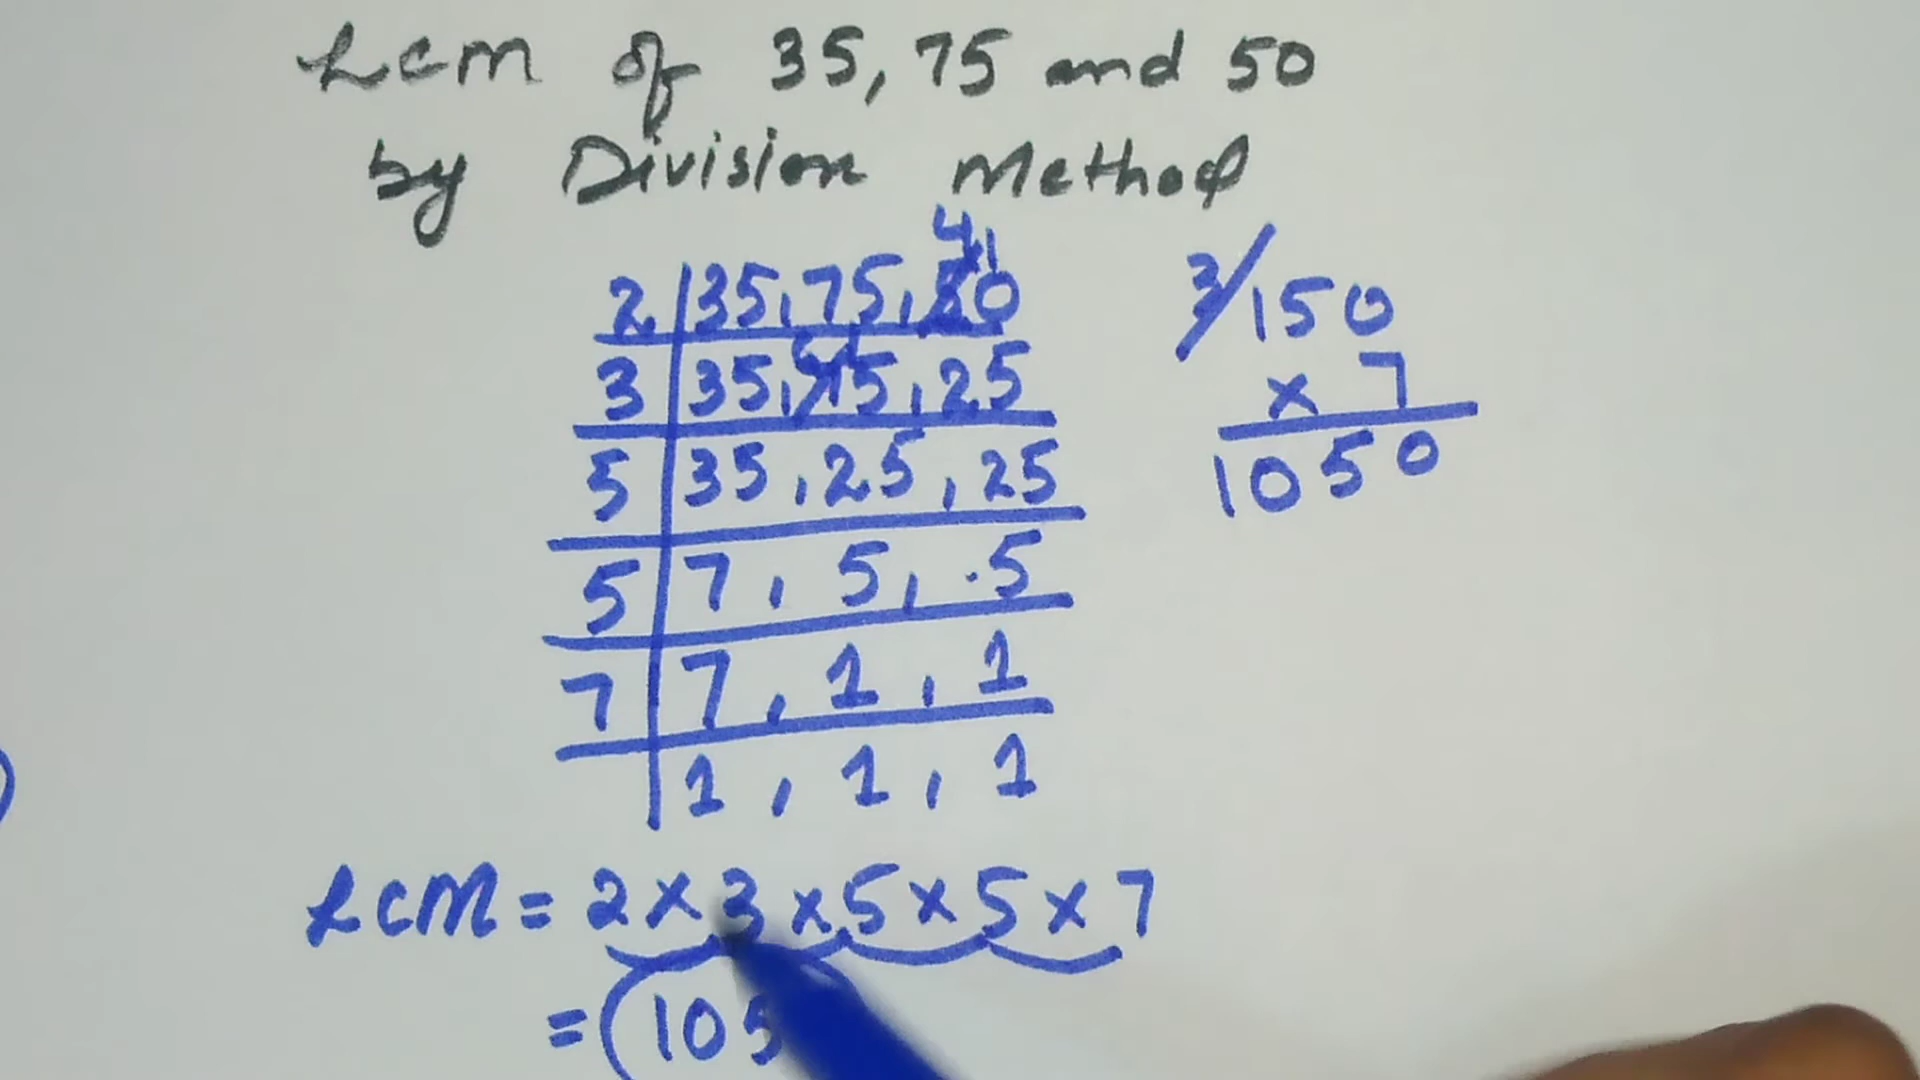 LCM of 35, 75 and 50
by Division Method
2 | 35, 75, 50
3 | 35, 75, 25
5 | 35, 25, 25
5 | 7, 5, 5
7 | 7, 1, 1
1, 1, 1
3/150
× 7
1050
LCM = 2×3×5×5×7
= 105